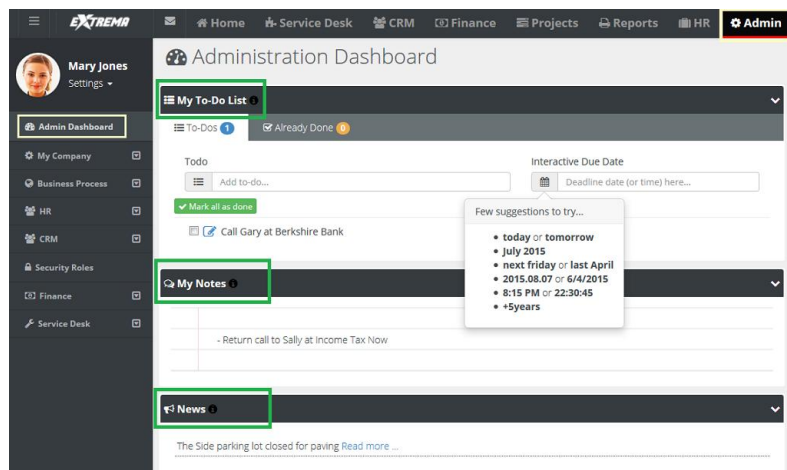 EXTREMA
Home
Service Desk
CRM
Finance
Projects
Reports
HR
Admin
Mary Jones
Settings
Administration Dashboard
My To-Do List
Admin Dashboard
To-Dos 1
Already Done 0
My Company
Business Process
HR
CRM
Security Roles
Finance
Service Desk
Todo
Interactive Due Date
Add to-do...
Deadline date (or time) here...
Mark all as done
Few suggestions to try...
Call Gary at Berkshire Bank
today or tomorrow
July 2015
next friday or last April
2015.08.07 or 6/4/2015
8:15 PM or 22:30:45
+5years
My Notes
- Return call to Sally at Income Tax Now
News
The Side parking lot closed for paving Read more ...